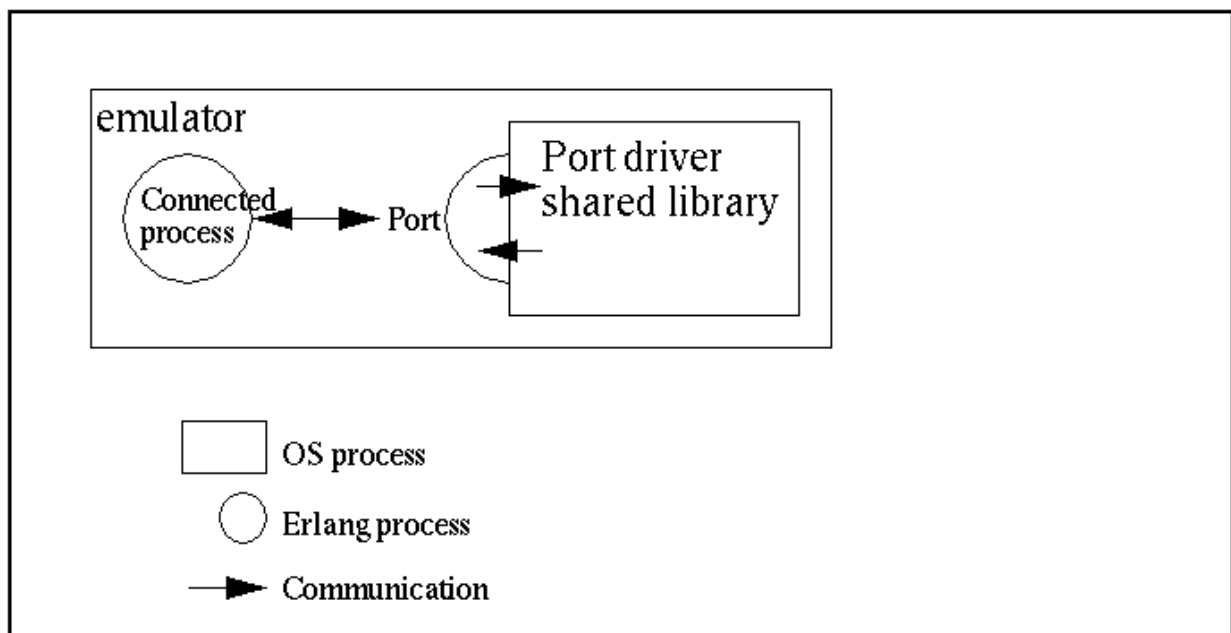 emulator
Connected
process
Port
Port driver
shared library
OS process
Erlang process
Communication